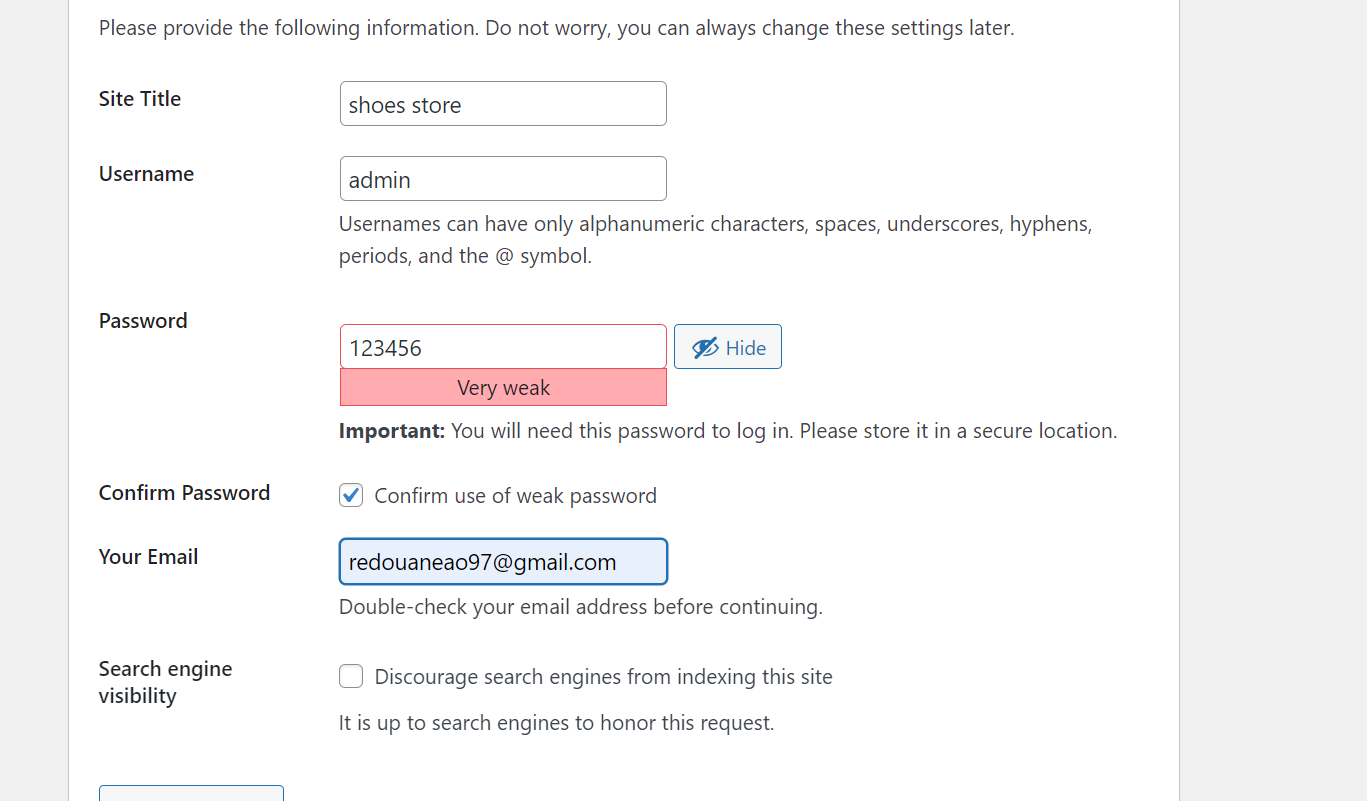 Please provide the following information. Do not worry, you can always change these settings later.
Site Title
shoes store
Username
admin
Usernames can have only alphanumeric characters, spaces, underscores, hyphens,
periods, and the @ symbol.
Password
123456
Hide
Very weak
Important: You will need this password to log in. Please store it in a secure location.
Confirm Password
Confirm use of weak password
Your Email
redouaneao97@gmail.com
Double-check your email address before continuing.
Search engine
visibility
Discourage search engines from indexing this site
It is up to search engines to honor this request.